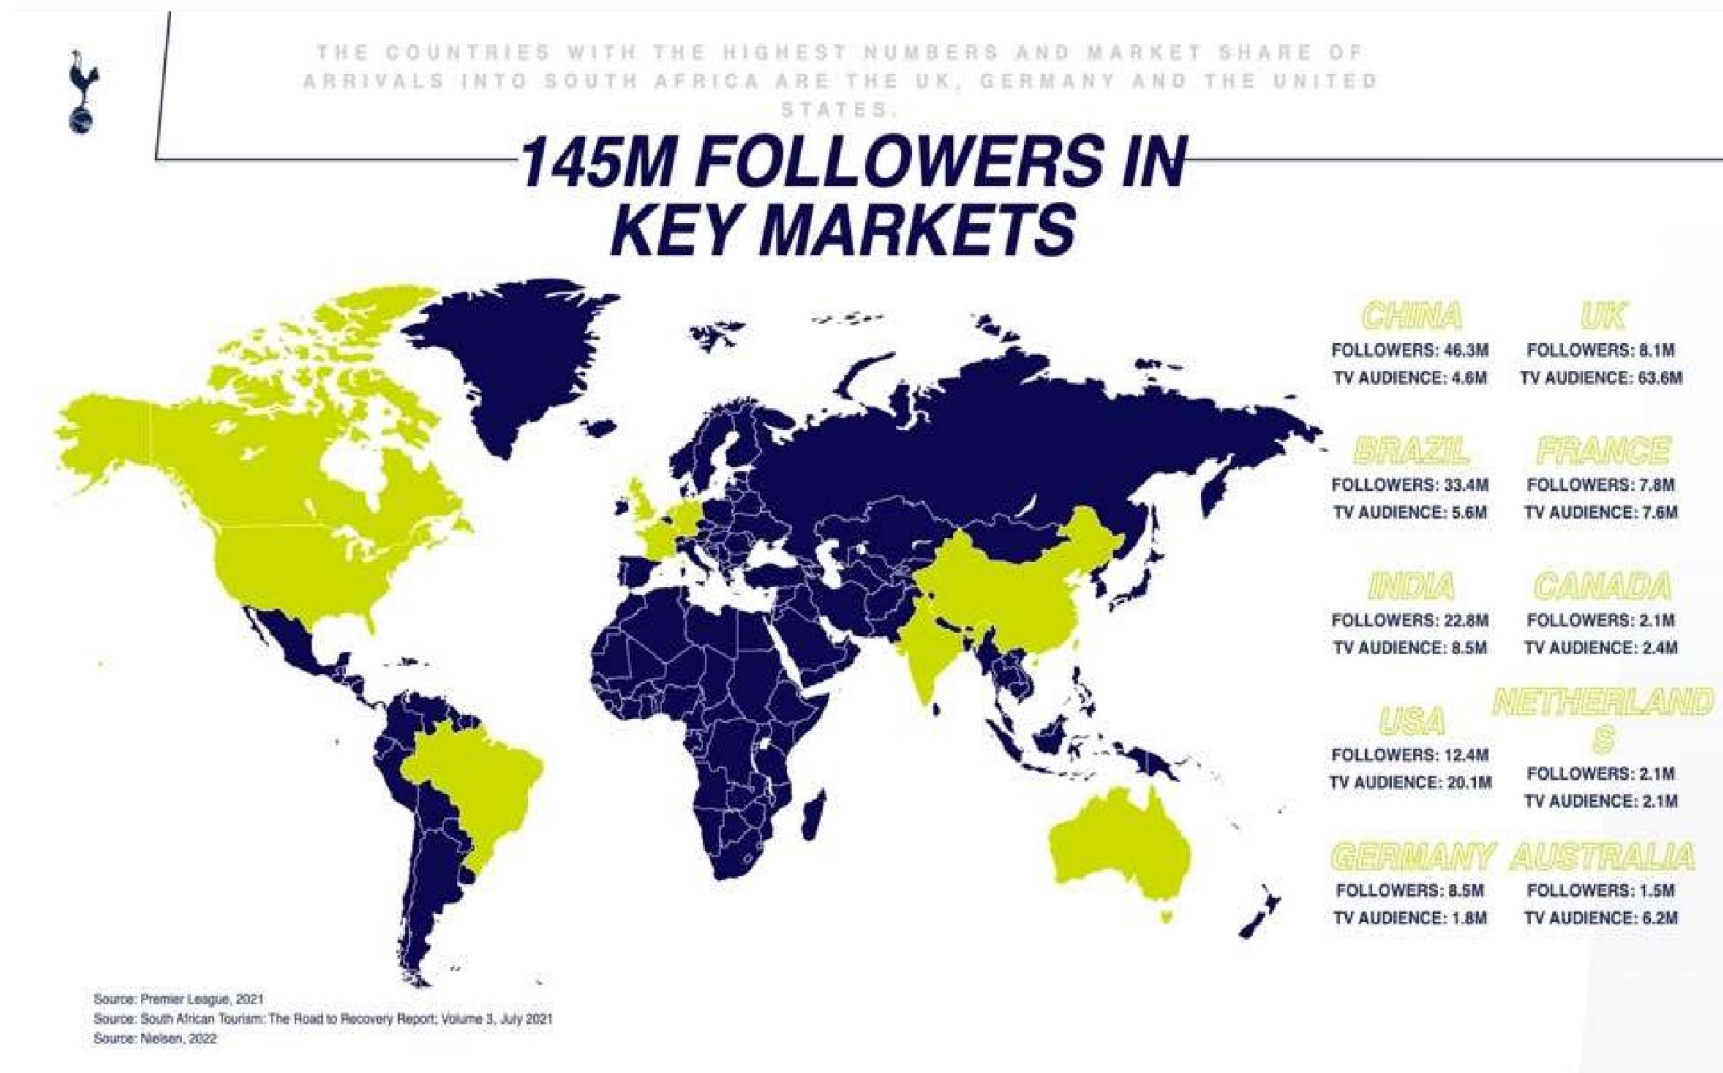 THE COUNTRIES WITH THE HIGHEST NUMBERS AND MARKET SHARE OF
ARRIVALS INTO SOUTH AFRICA ARE THE UK, GERMANY AND THE UNITED
STATES.
145M FOLLOWERS IN
KEY MARKETS
CHINA
FOLLOWERS: 46.3M
TV AUDIENCE: 4.6M
UK
FOLLOWERS: 8.1M
TV AUDIENCE: 63.6M
BRAZIL
FOLLOWERS: 33.4M
TV AUDIENCE: 5.6M
FRANCE
FOLLOWERS: 7.8M
TV AUDIENCE: 7.6M
INDIA
FOLLOWERS: 22.8M
TV AUDIENCE: 8.5M
CANADA
FOLLOWERS: 2.1M
TV AUDIENCE: 2.4M
USA
FOLLOWERS: 12.4M
TV AUDIENCE: 20.1M
NETHERLAND
S
FOLLOWERS: 2.1M
TV AUDIENCE: 2.1M
GERMANY
FOLLOWERS: 8.5M
TV AUDIENCE: 1.8M
AUSTRALIA
FOLLOWERS: 1.5M
TV AUDIENCE: 6.2M
Source: Premier League, 2021
Source: South African Tourism: The Road to Recovery Report; Volume 3, July 2021
Source: Nielsen, 2022